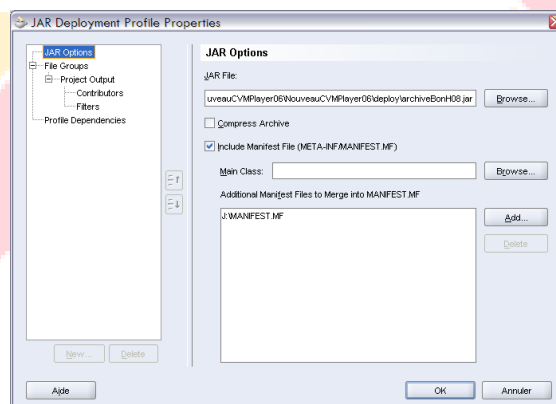 JAR Deployment Profile Properties
JAR Options
File Groups
Project Output
Contributors
Filters
Profile Dependencies
New...
Delete
JAR Options
JAR File:
uveauCVMPlayer06\NouveauCVMPlayer06\deploy\archiveBonH08.jar
Browse...
Compress Archive
Include Manifest File (META-INF/MANIFEST.MF)
Main Class:
Browse...
Additional Manifest Files to Merge into MANIFEST.MF
J:\MANIFEST.MF
Add...
Delete
Aide
OK
Annuler